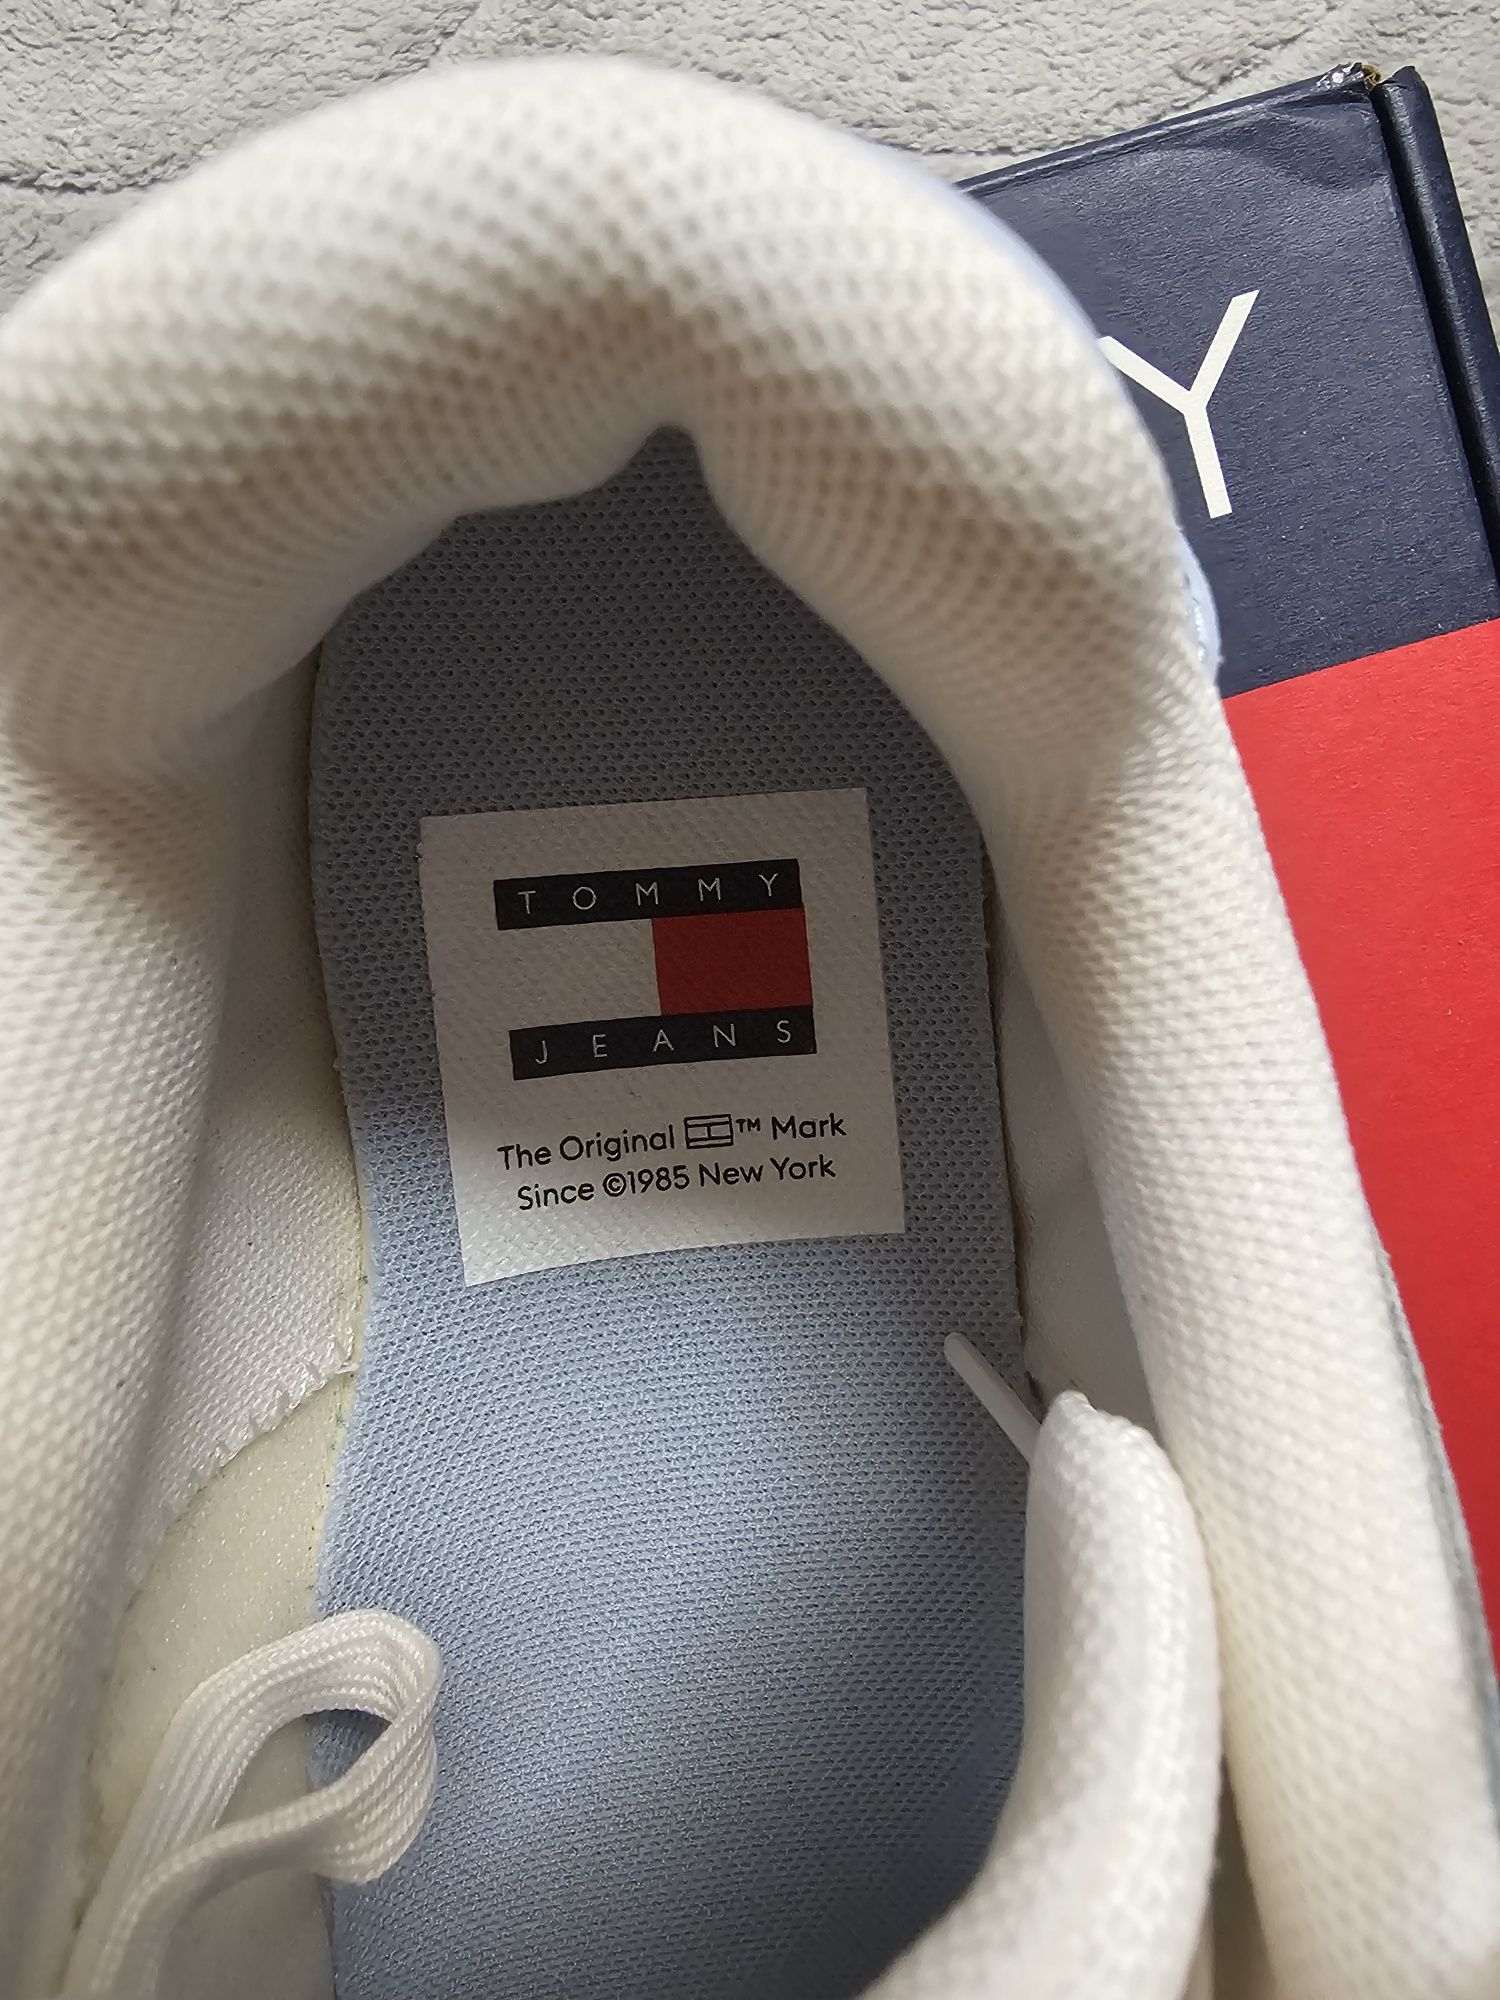 Y
TOMMY
JEANS
The Original ™ Mark
Since ©1985 New York